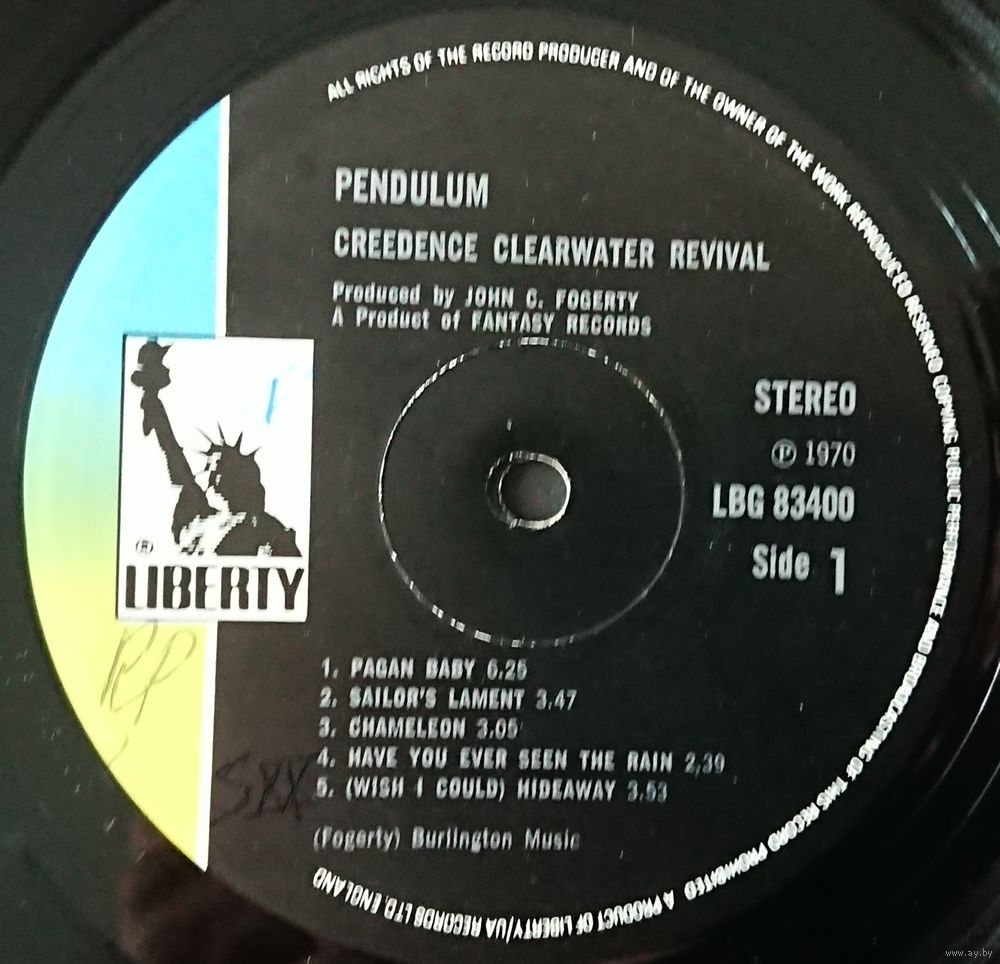 ALL RIGHTS OF THE RECORD PRODUCER AND OF THE OWNER OF THE WORK REPRODUCED RESERVED COPYING PUBLIC PERFORMANCE AND BROADCASTING OF THIS RECORD PROHIBITED A PRODUCT OF LIBERTY/UA RECORDS LTD. ENGLAND
PENDULUM
CREEDENCE CLEARWATER REVIVAL
Produced by JOHN C. FOGERTY
A Product of FANTASY RECORDS
STEREO
Ⓟ 1970
LBG 83400
Side 1
®
LIBERTY
1. PAGAN BABY 6.25
2. SAILOR'S LAMENT 3.47
3. CHAMELEON 3.05
4. HAVE YOU EVER SEEN THE RAIN 2,39
5. (WISH I COULD) HIDEAWAY 3.53
(Fogerty) Burlington Music
www.ay.by